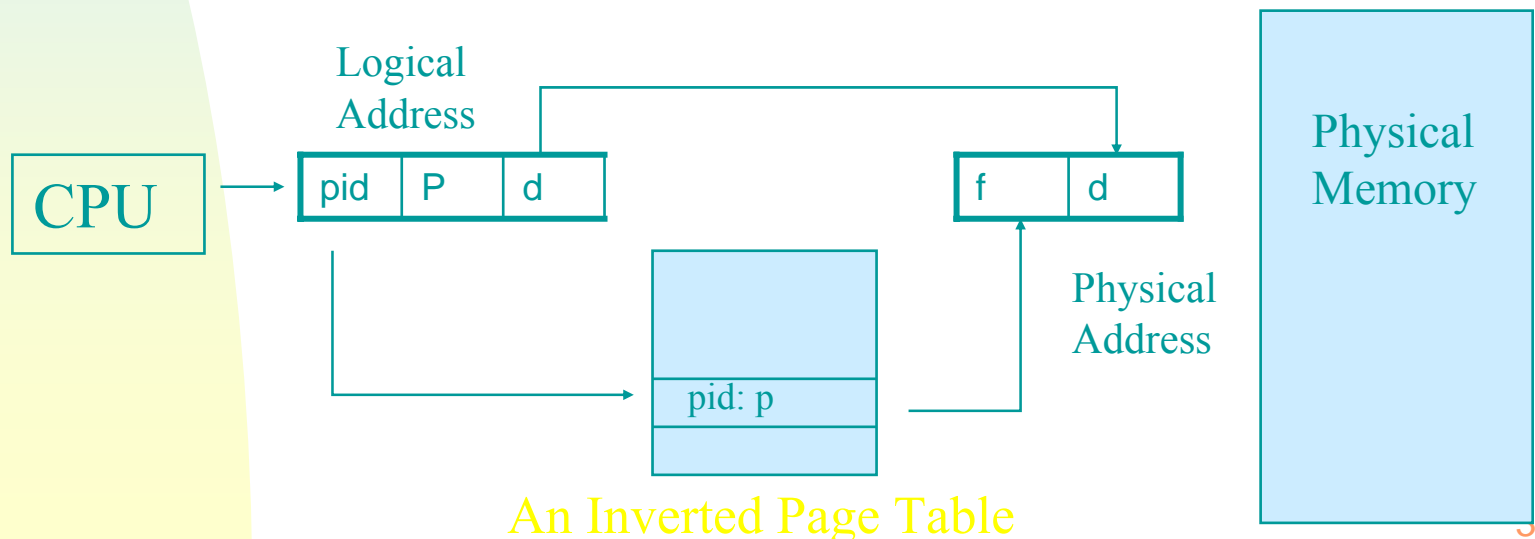 Logical
Address
CPU
pid
P
d
f
d
Physical
Memory
Physical
Address
pid: p
An Inverted Page Table